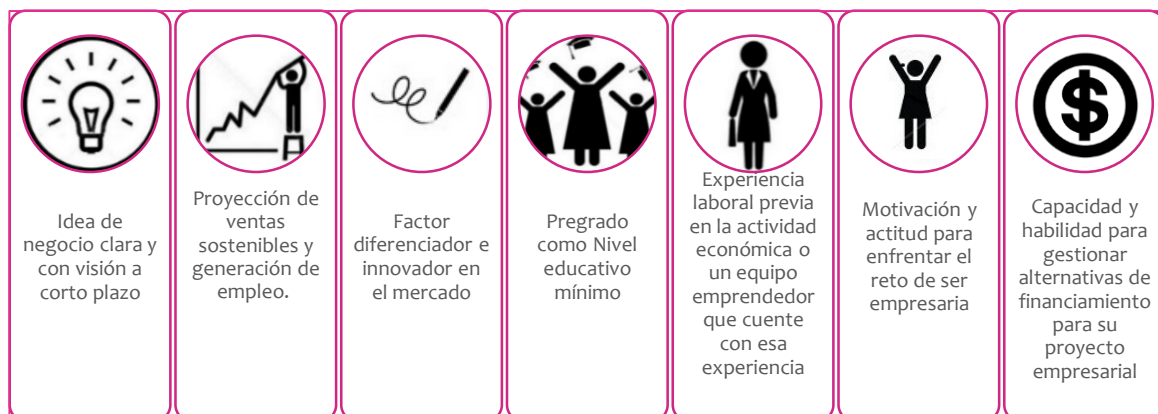 Idea de
negocio clara y
con visión a
corto plazo
Proyección de
ventas
sostenibles y
generación de
empleo.
Factor
diferenciador e
innovador en
el mercado
Pregrado
como Nivel
educativo
mínimo
Experiencia
laboral previa
en la actividad
económica o
un equipo
emprendedor
que cuente
con esa
experiencia
Motivación y
actitud para
enfrentar el
reto de ser
empresaria
Capacidad y
habilidad para
gestionar
alternativas de
financiamiento
para su
proyecto
empresarial